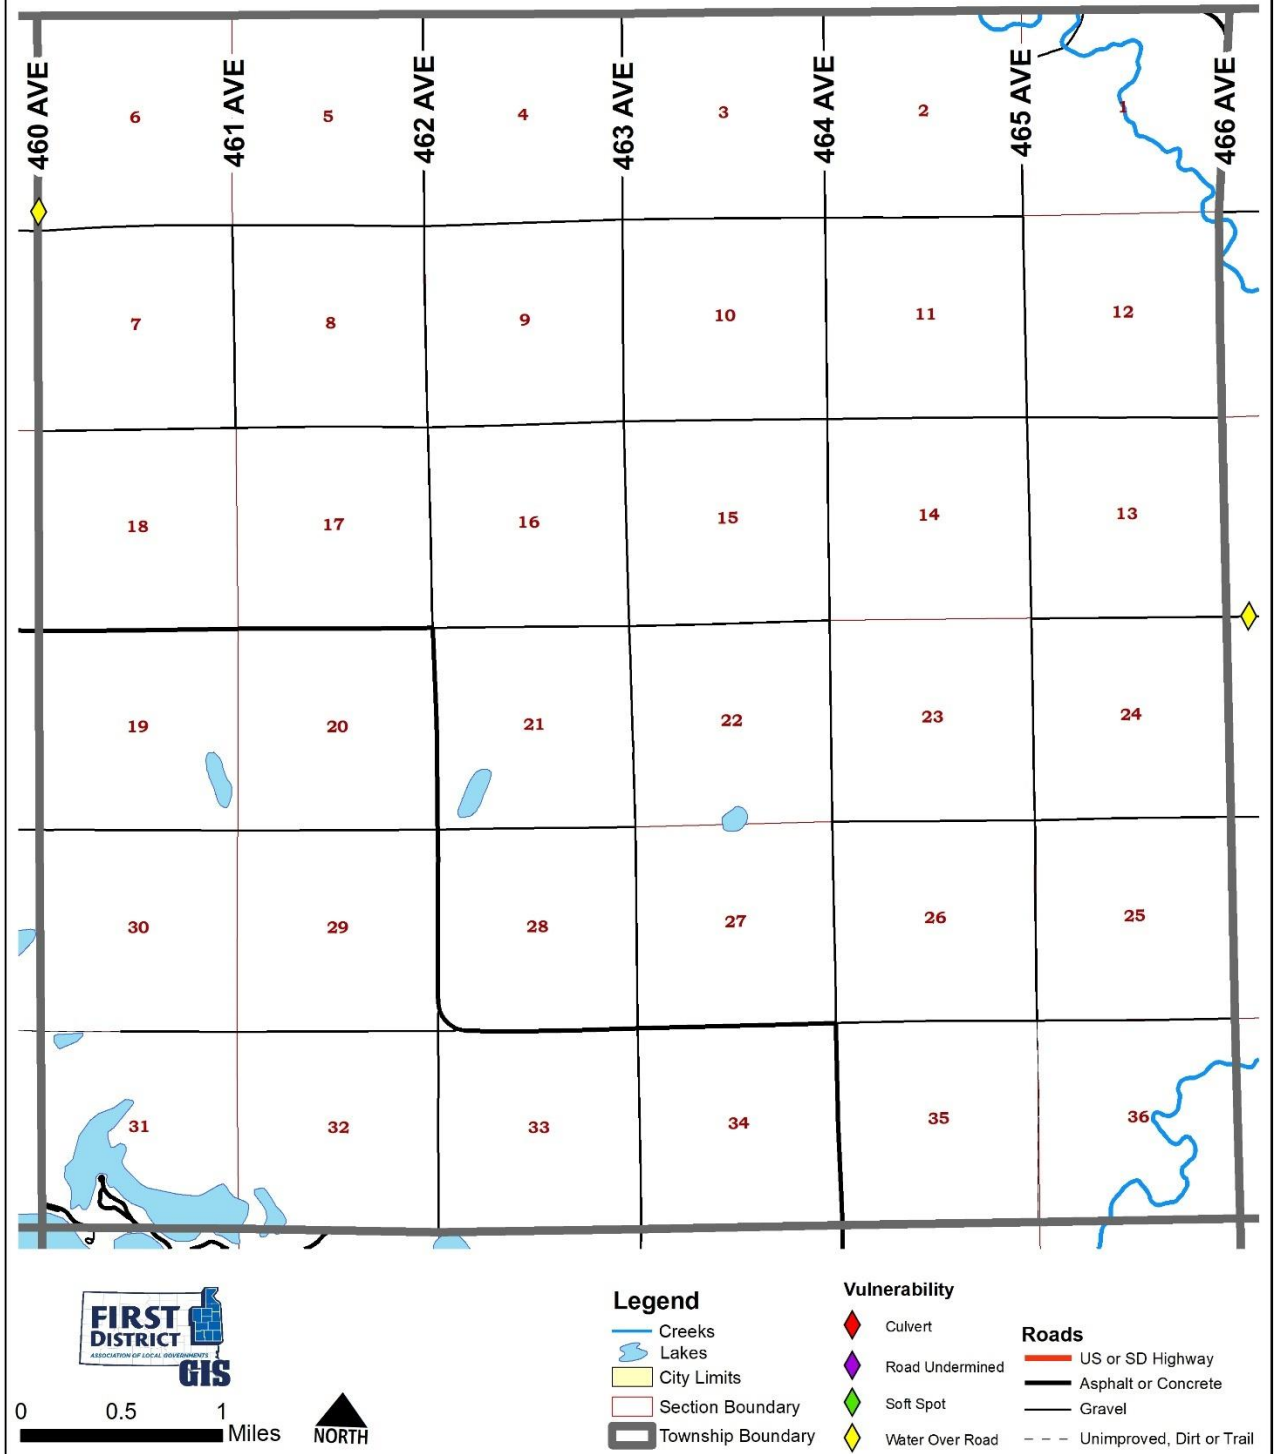 460 AVE
461 AVE
462 AVE
463 AVE
464 AVE
465 AVE
466 AVE
6 5 4 3 2 1
7 8 9 10 11 12
18 17 16 15 14 13
19 20 21 22 23 24
30 29 28 27 26 25
31 32 33 34 35 36
FIRST
DISTRICT
ASSOCIATION OF LOCAL GOVERNMENTS
GIS
0 0.5 1
Miles
NORTH
Legend
Creeks
Lakes
City Limits
Section Boundary
Township Boundary
Vulnerability
Culvert
Road Undermined
Soft Spot
Water Over Road
Roads
US or SD Highway
Asphalt or Concrete
Gravel
Unimproved, Dirt or Trail